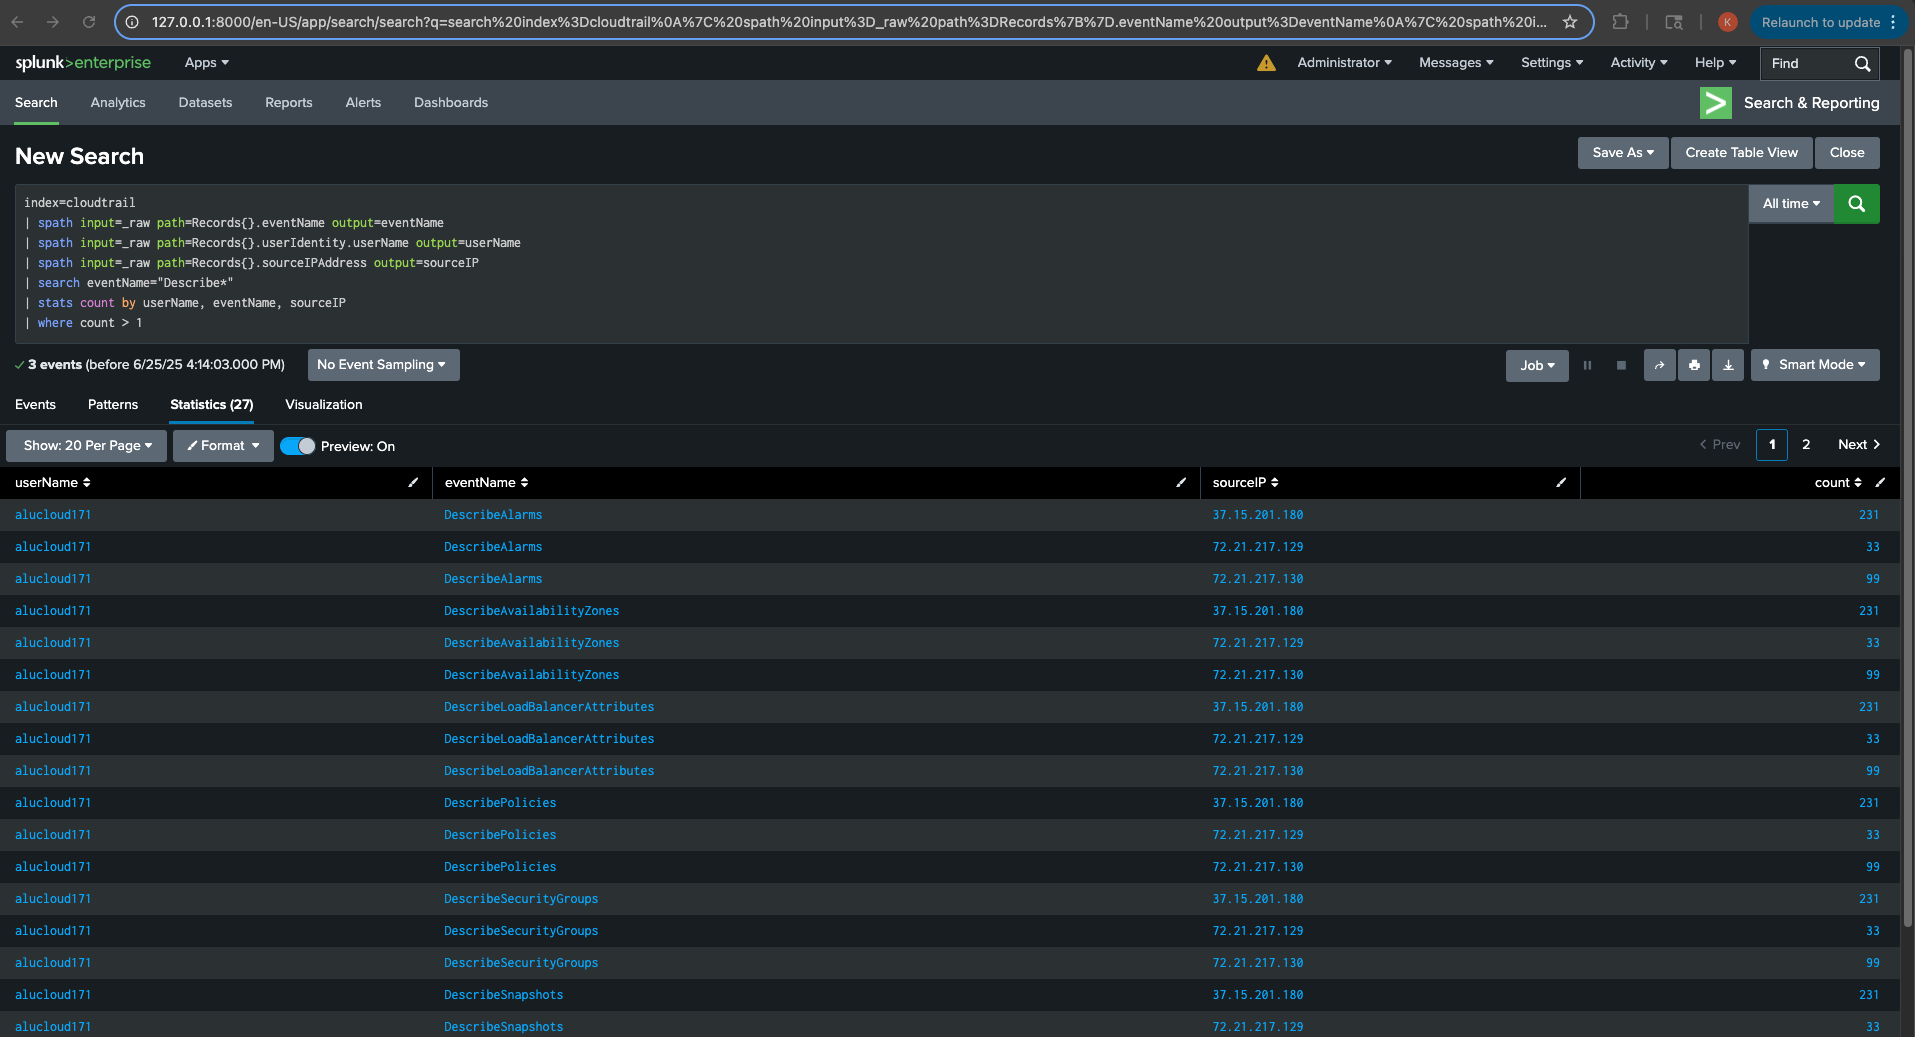 127.0.0.1:8000/en-US/app/search/search?q=search%20index%3Dcloudtrail%0A%7C%20spath%20input%3D_raw%20path%3DRecords%7B%7D.eventName%20output%3DeventName%0A%7C%20spath%20i...
K
Relaunch to update
splunk>enterprise
Apps
Administrator
Messages
Settings
Activity
Help
Find
Search
Analytics
Datasets
Reports
Alerts
Dashboards
Search & Reporting
New Search
Save As
Create Table View
Close
index=cloudtrail
| spath input=_raw path=Records{}.eventName output=eventName
| spath input=_raw path=Records{}.userIdentity.userName output=userName
| spath input=_raw path=Records{}.sourceIPAddress output=sourceIP
| search eventName="Describe*"
| stats count by userName, eventName, sourceIP
| where count > 1
All time
3 events (before 6/25/25 4:14:03.000 PM)
No Event Sampling
Job
Smart Mode
Events
Patterns
Statistics (27)
Visualization
Show: 20 Per Page
Format
Preview: On
< Prev
1
2
Next >
userName eventName sourceIP count
alucloud171 DescribeAlarms 37.15.201.180 231
alucloud171 DescribeAlarms 72.21.217.129 33
alucloud171 DescribeAlarms 72.21.217.130 99
alucloud171 DescribeAvailabilityZones 37.15.201.180 231
alucloud171 DescribeAvailabilityZones 72.21.217.129 33
alucloud171 DescribeAvailabilityZones 72.21.217.130 99
alucloud171 DescribeLoadBalancerAttributes 37.15.201.180 231
alucloud171 DescribeLoadBalancerAttributes 72.21.217.129 33
alucloud171 DescribeLoadBalancerAttributes 72.21.217.130 99
alucloud171 DescribePolicies 37.15.201.180 231
alucloud171 DescribePolicies 72.21.217.129 33
alucloud171 DescribePolicies 72.21.217.130 99
alucloud171 DescribeSecurityGroups 37.15.201.180 231
alucloud171 DescribeSecurityGroups 72.21.217.129 33
alucloud171 DescribeSecurityGroups 72.21.217.130 99
alucloud171 DescribeSnapshots 37.15.201.180 231
alucloud171 DescribeSnapshots 72.21.217.129 33